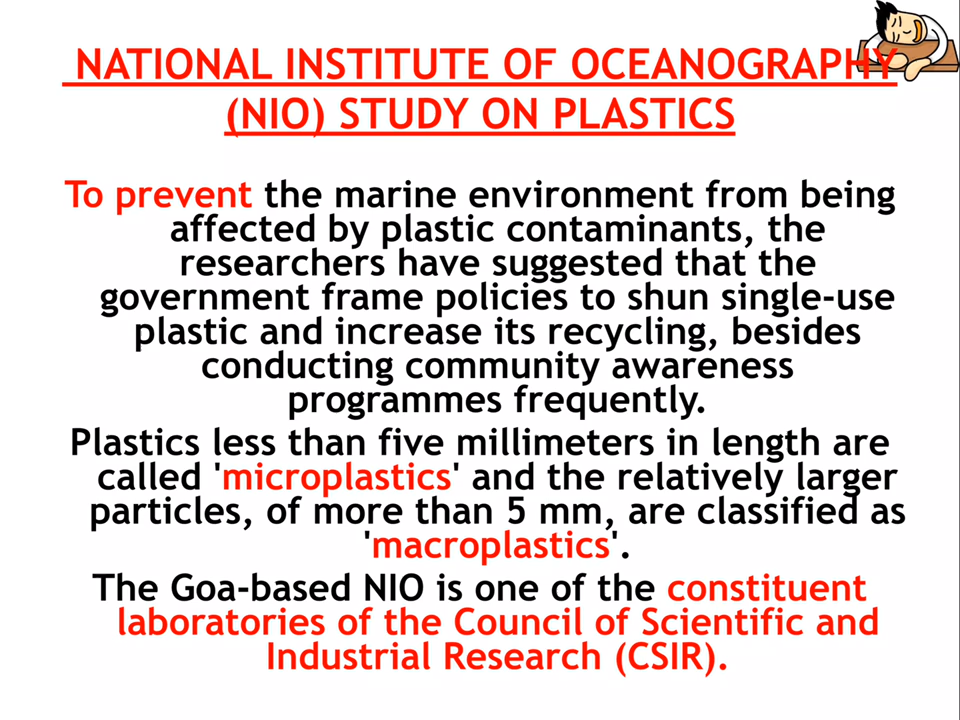 NATIONAL INSTITUTE OF OCEANOGRAPHY
(NIO) STUDY ON PLASTICS
To prevent the marine environment from being
affected by plastic contaminants, the
researchers have suggested that the
government frame policies to shun single-use
plastic and increase its recycling, besides
conducting community awareness
programmes frequently.
Plastics less than five millimeters in length are
called 'microplastics' and the relatively larger
particles, of more than 5 mm, are classified as
'macroplastics'.
The Goa-based NIO is one of the constituent
laboratories of the Council of Scientific and
Industrial Research (CSIR).